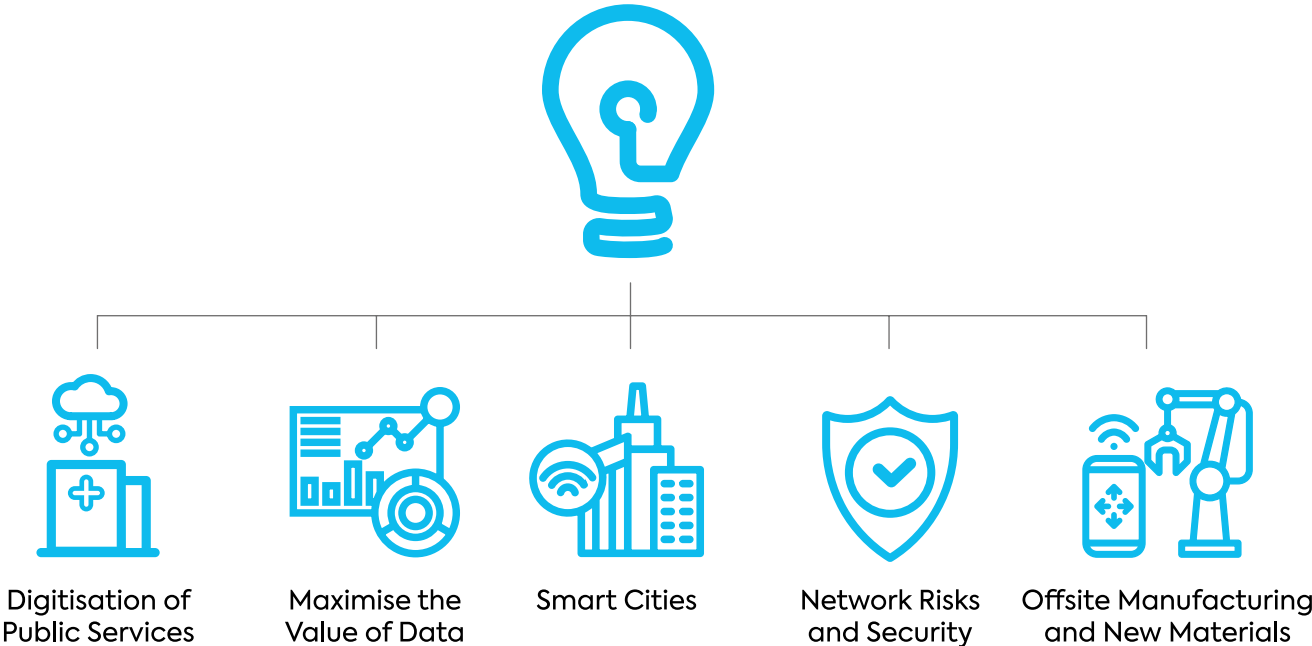 Digitisation of
Public Services
Maximise the
Value of Data
Smart Cities
Network Risks
and Security
Offsite Manufacturing
and New Materials